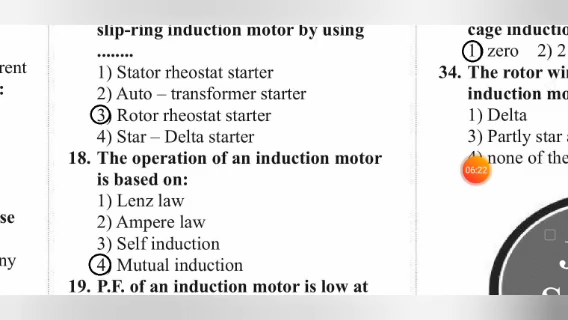 slip-ring induction motor by using
........
1) Stator rheostat starter
2) Auto – transformer starter
3) Rotor rheostat starter
4) Star – Delta starter
18. The operation of an induction motor
is based on:
1) Lenz law
2) Ampere law
3) Self induction
4) Mutual induction
19. P.F. of an induction motor is low at
rent
:
se
ny
cage inductio
1) zero 2) 2
34. The rotor wi
induction mo
1) Delta
3) Partly star
4) none of the
06:22